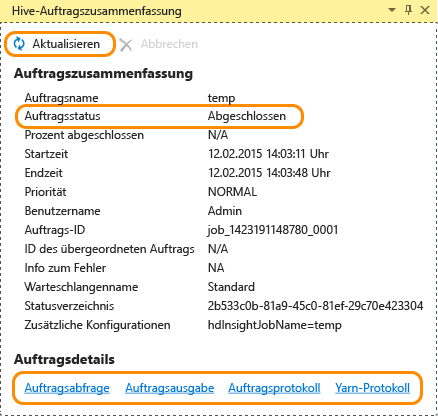 Hive-Auftragszusammenfassung
Aktualisieren Abbrechen
Auftragszusammenfassung
Auftragsname temp
Auftragsstatus Abgeschlossen
Prozent abgeschlossen N/A
Startzeit 12.02.2015 14:03:11 Uhr
Endzeit 12.02.2015 14:03:48 Uhr
Priorität NORMAL
Benutzername Admin
Auftrags-ID job_1423191148780_0001
ID des übergeordneten Auftrags N/A
Info zum Fehler NA
Warteschlangenname Standard
Statusverzeichnis 2b533c0b-81a9-45c0-81ef-29c70e423304
Zusätzliche Konfigurationen hdInsightJobName=temp
Auftragsdetails
Auftragsabfrage Auftragsausgabe Auftragsprotokoll Yarn-Protokoll